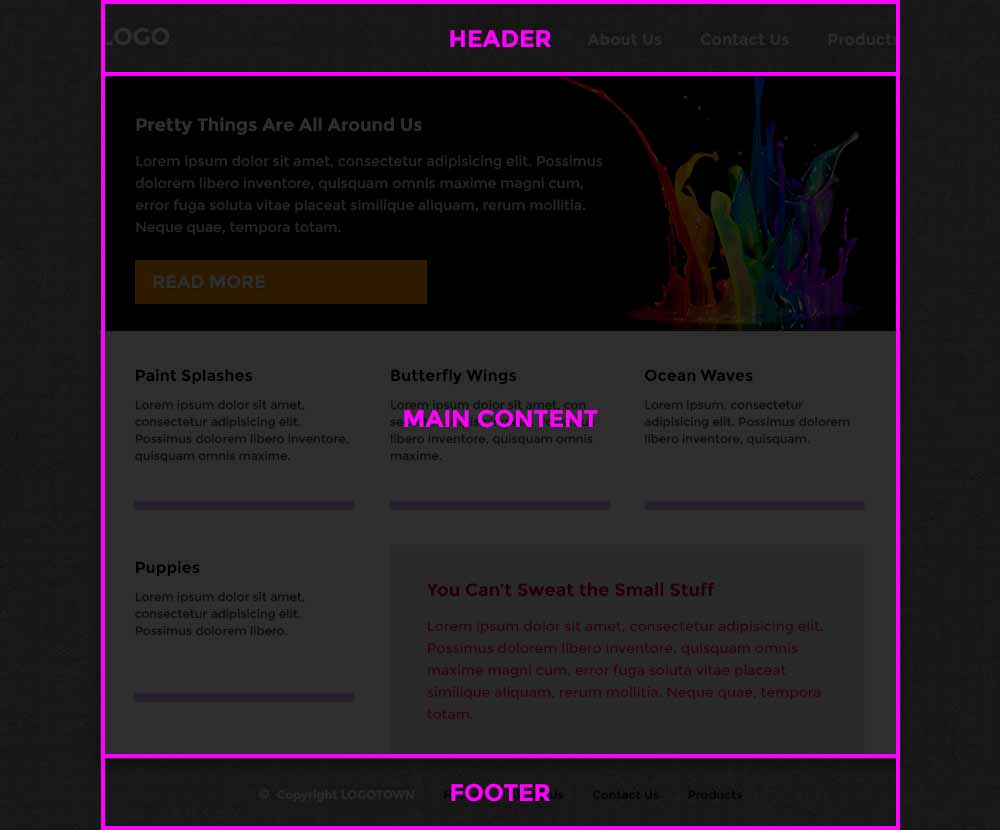 LOGO
HEADER
About Us Contact Us Products
Pretty Things Are All Around Us
Lorem ipsum dolor sit amet, consectetur adipisicing elit. Possimus
dolorem libero inventore, quisquam omnis maxime magni cum,
error fuga soluta vitae placeat similique aliquam, rerum mollitia.
Neque quae, tempora totam.
READ MORE
Paint Splashes
Lorem ipsum dolor sit amet,
consectetur adipisicing elit.
Possimus dolorem libero inventore,
quisquam omnis maxime.
Butterfly Wings
Lorem ipsum dolor sit amet, con
libero inventore, quisquam omnis
maxime.
MAIN CONTENT
Ocean Waves
Lorem ipsum, consectetur
adipisicing elit. Possimus dolorem
libero inventore, quisquam.
Puppies
Lorem ipsum dolor sit amet,
consectetur adipisicing elit.
Possimus dolorem libero.
You Can't Sweat the Small Stuff
Lorem ipsum dolor sit amet, consectetur adipisicing elit.
Possimus dolorem libero inventore, quisquam omnis
maxime magni cum, error fuga soluta vitae placeat
similique aliquam, rerum mollitia. Neque quae, tempora
totam.
© Copyright LOGOTOWN
FOOTER
Us Contact Us Products